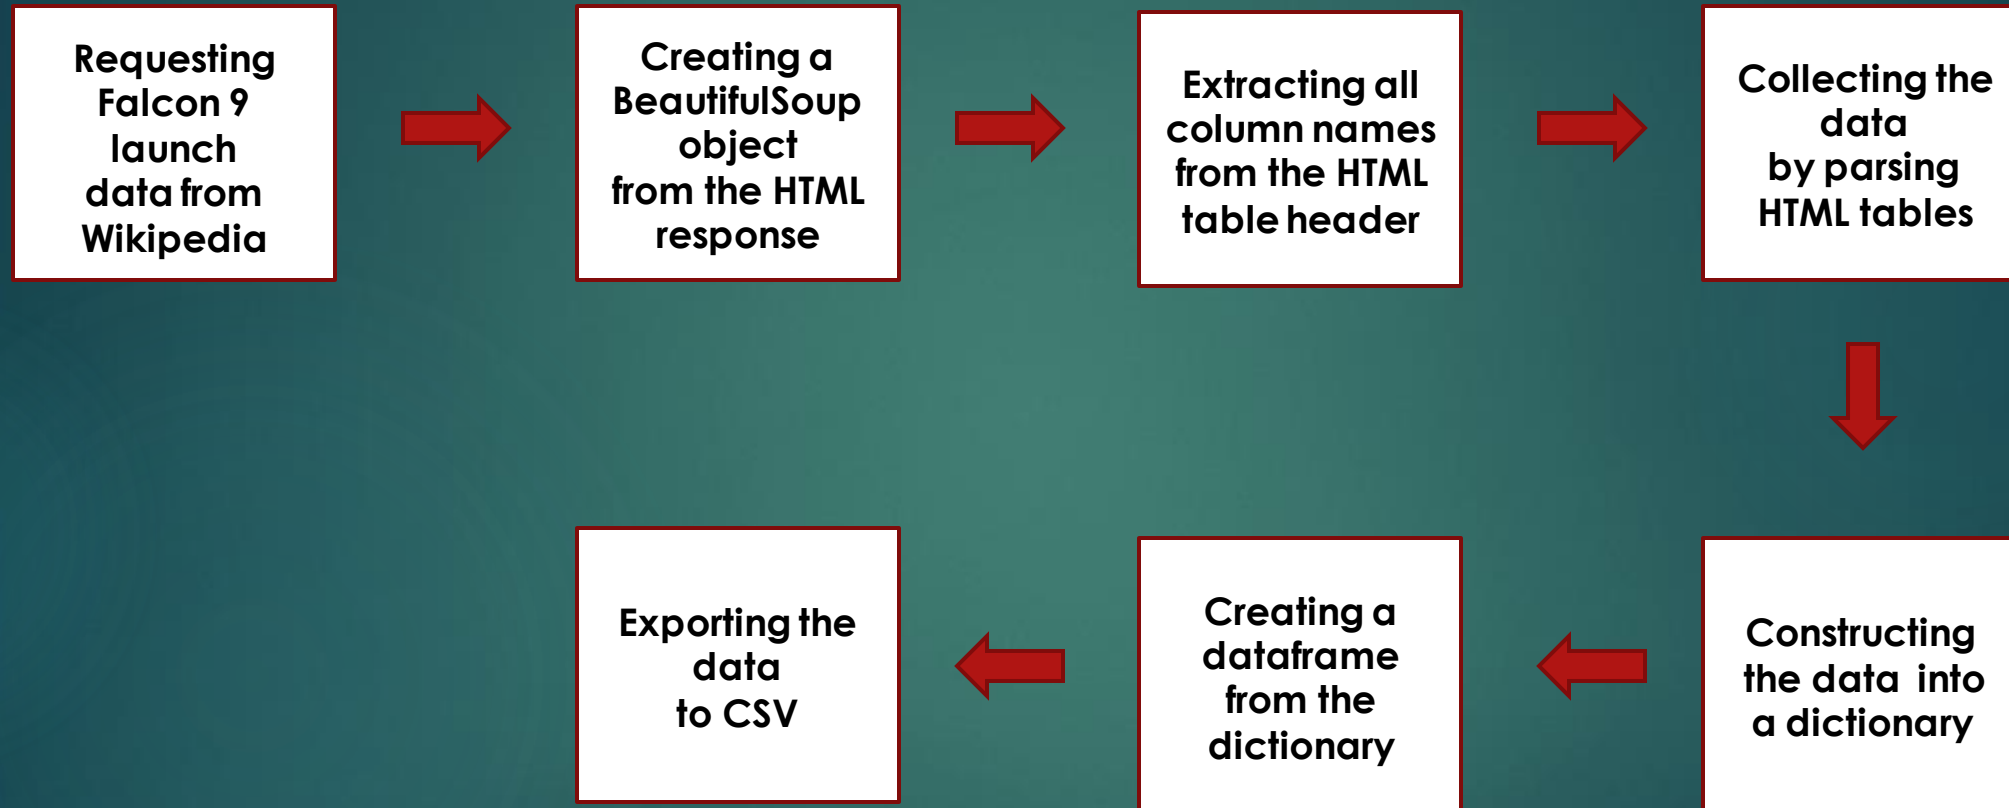 Requesting
Falcon 9
launch
data from
Wikipedia
Creating a
BeautifulSoup
object
from the HTML
response
Extracting all
column names
from the HTML
table header
Collecting the
data
by parsing
HTML tables
Constructing
the data  into
a dictionary
Creating a
dataframe
from the
dictionary
Exporting the
data
to CSV